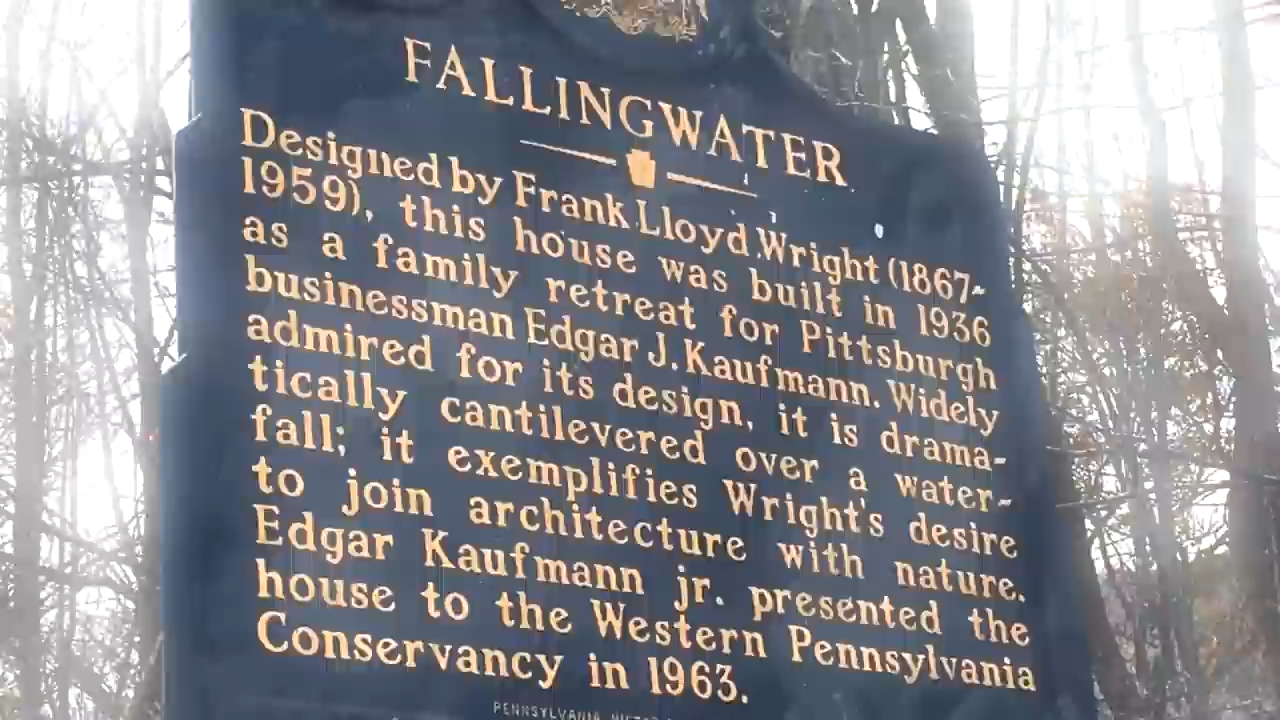 FALLINGWATER
Designed by Frank Lloyd Wright (1867-
1959), this house was built in 1936
as a family retreat for Pittsburgh
businessman Edgar J. Kaufmann. Widely
admired for its design, it is drama-
tically cantilevered over a water-
fall; it exemplifies Wright's desire
to join architecture with nature.
Edgar Kaufmann jr. presented the
house to the Western Pennsylvania
Conservancy in 1963.
PENNSYLVANIA